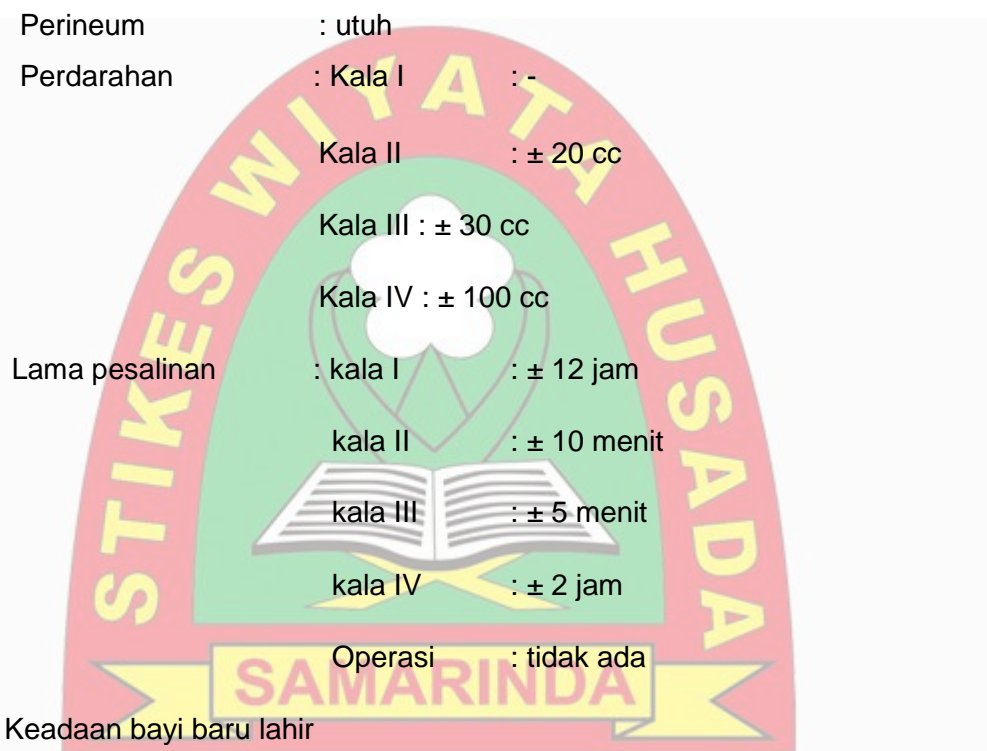 Perineum : utuh
Perdarahan : Kala I : -
Kala II : ± 20 cc
Kala III : ± 30 cc
Kala IV : ± 100 cc
Lama pesalinan : kala I : ± 12 jam
kala II : ± 10 menit
kala III : ± 5 menit
kala IV : ± 2 jam
Operasi : tidak ada
Keadaan bayi baru lahir
STIKES WIYATA HUSADA
SAMARINDA